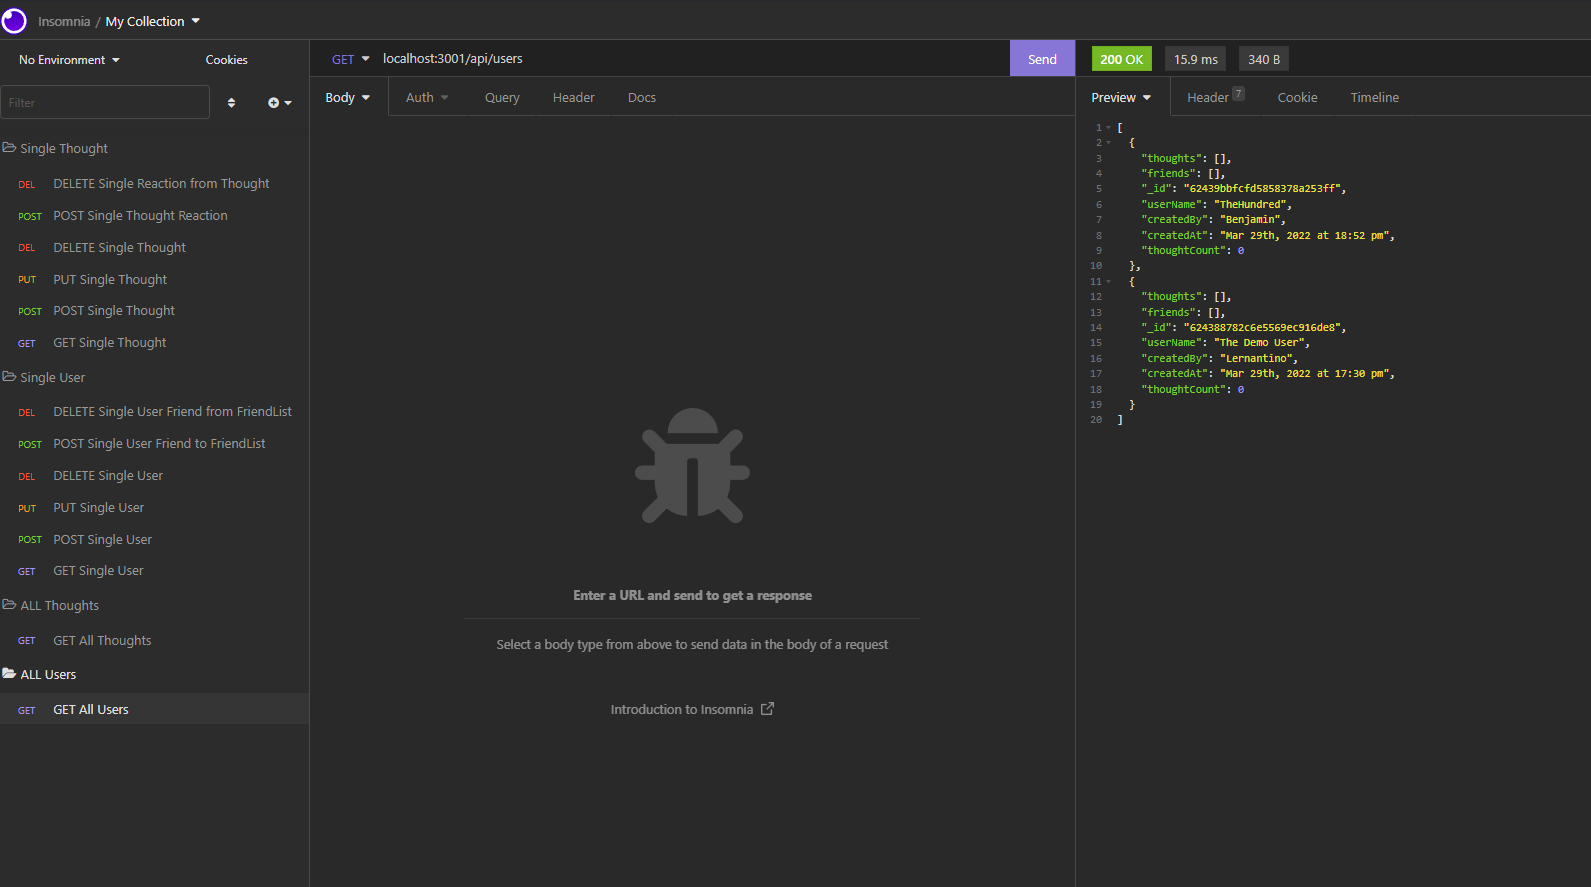 Insomnia / My Collection
No Environment
Cookies
Filter
Single Thought
DEL DELETE Single Reaction from Thought
POST POST Single Thought Reaction
DEL DELETE Single Thought
PUT PUT Single Thought
POST POST Single Thought
GET GET Single Thought
Single User
DEL DELETE Single User Friend from FriendList
POST POST Single User Friend to FriendList
DEL DELETE Single User
PUT PUT Single User
POST POST Single User
GET GET Single User
ALL Thoughts
GET GET All Thoughts
ALL Users
GET GET All Users
GET localhost:3001/api/users Send
Body Auth Query Header Docs
Enter a URL and send to get a response
Select a body type from above to send data in the body of a request
Introduction to Insomnia
200 OK 15.9 ms 340 B
Preview Header 7 Cookie Timeline
1 [
2 {
3 "thoughts": [],
4 "friends": [],
5 "_id": "62439bbfcfd5858378a253ff",
6 "userName": "TheHundred",
7 "createdBy": "Benjamin",
8 "createdAt": "Mar 29th, 2022 at 18:52 pm",
9 "thoughtCount": 0
10 },
11 {
12 "thoughts": [],
13 "friends": [],
14 "_id": "624388782c6e5569ec916de8",
15 "userName": "The Demo User",
16 "createdBy": "Lernantino",
17 "createdAt": "Mar 29th, 2022 at 17:30 pm",
18 "thoughtCount": 0
19 }
20 ]